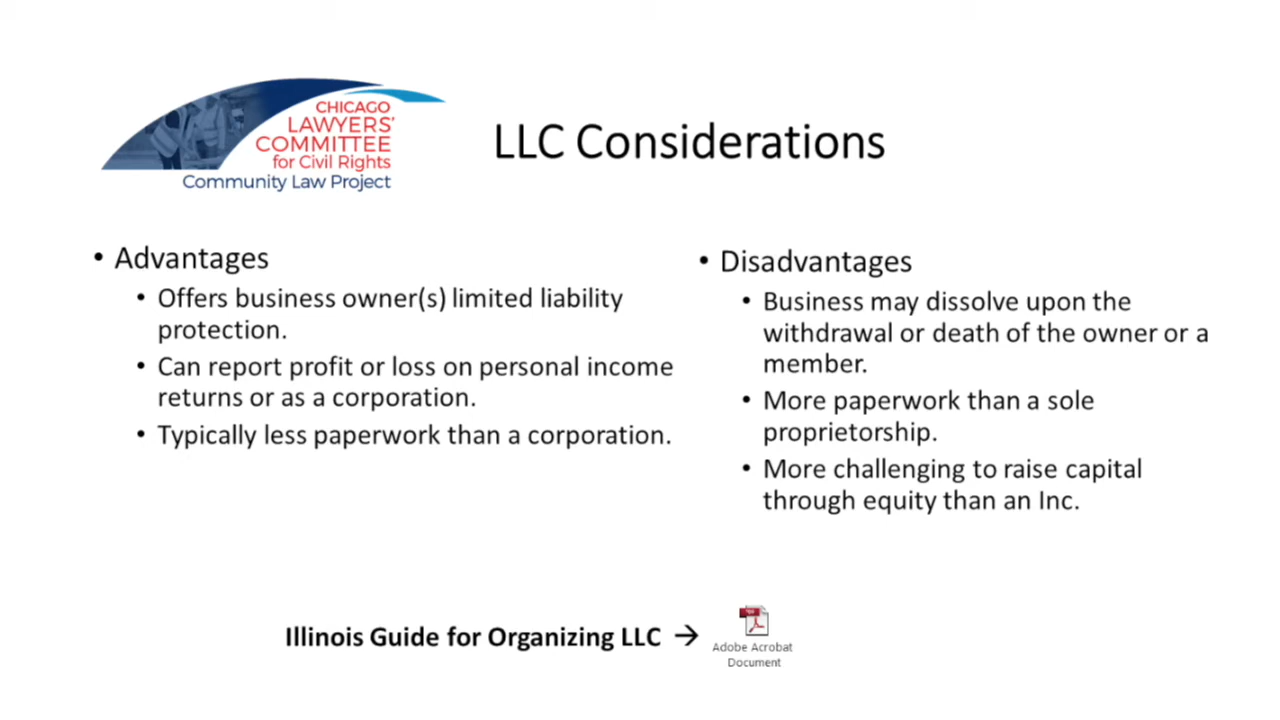 CHICAGO
LAWYERS'
COMMITTEE
for Civil Rights
Community Law Project
LLC Considerations
• Advantages
• Offers business owner(s) limited liability
protection.
• Can report profit or loss on personal income
returns or as a corporation.
• Typically less paperwork than a corporation.
• Disadvantages
• Business may dissolve upon the
withdrawal or death of the owner or a
member.
• More paperwork than a sole
proprietorship.
• More challenging to raise capital
through equity than an Inc.
Illinois Guide for Organizing LLC →
Adobe Acrobat
Document